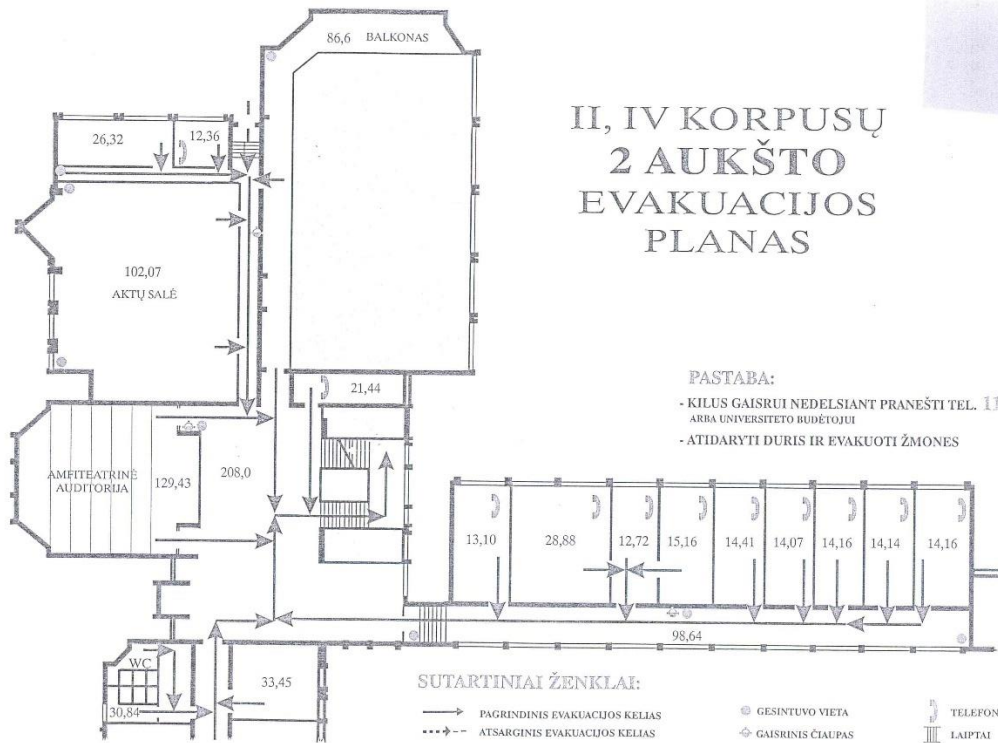 86,6 BALKONAS
II, IV KORPUSŲ
2 AUKŠTO
EVAKUACIJOS
PLANAS
26,32
12,36
102,07
AKTŲ SALĖ
21,44
PASTABA:
- KILUS GAISRUI NEDELSIANT PRANEŠTI TEL. 11
ARBA UNIVERSITETO BUDĖTOJUI
- ATIDARYTI DURIS IR EVAKUOTI ŽMONES
AMFITEATRINĖ
AUDITORIJA
129,43
208,0
13,10
28,88
12,72
15,16
14,41
14,07
14,16
14,14
14,16
98,64
WC
30,84
33,45
SUTARTINIAI ŽENKLAI:
PAGRINDINIS EVAKUACIJOS KELIAS
ATSARGINIS EVAKUACIJOS KELIAS
GESINTUVO VIETA
GAISRINIS ČIAUPAS
TELEFON
LAIPTAI